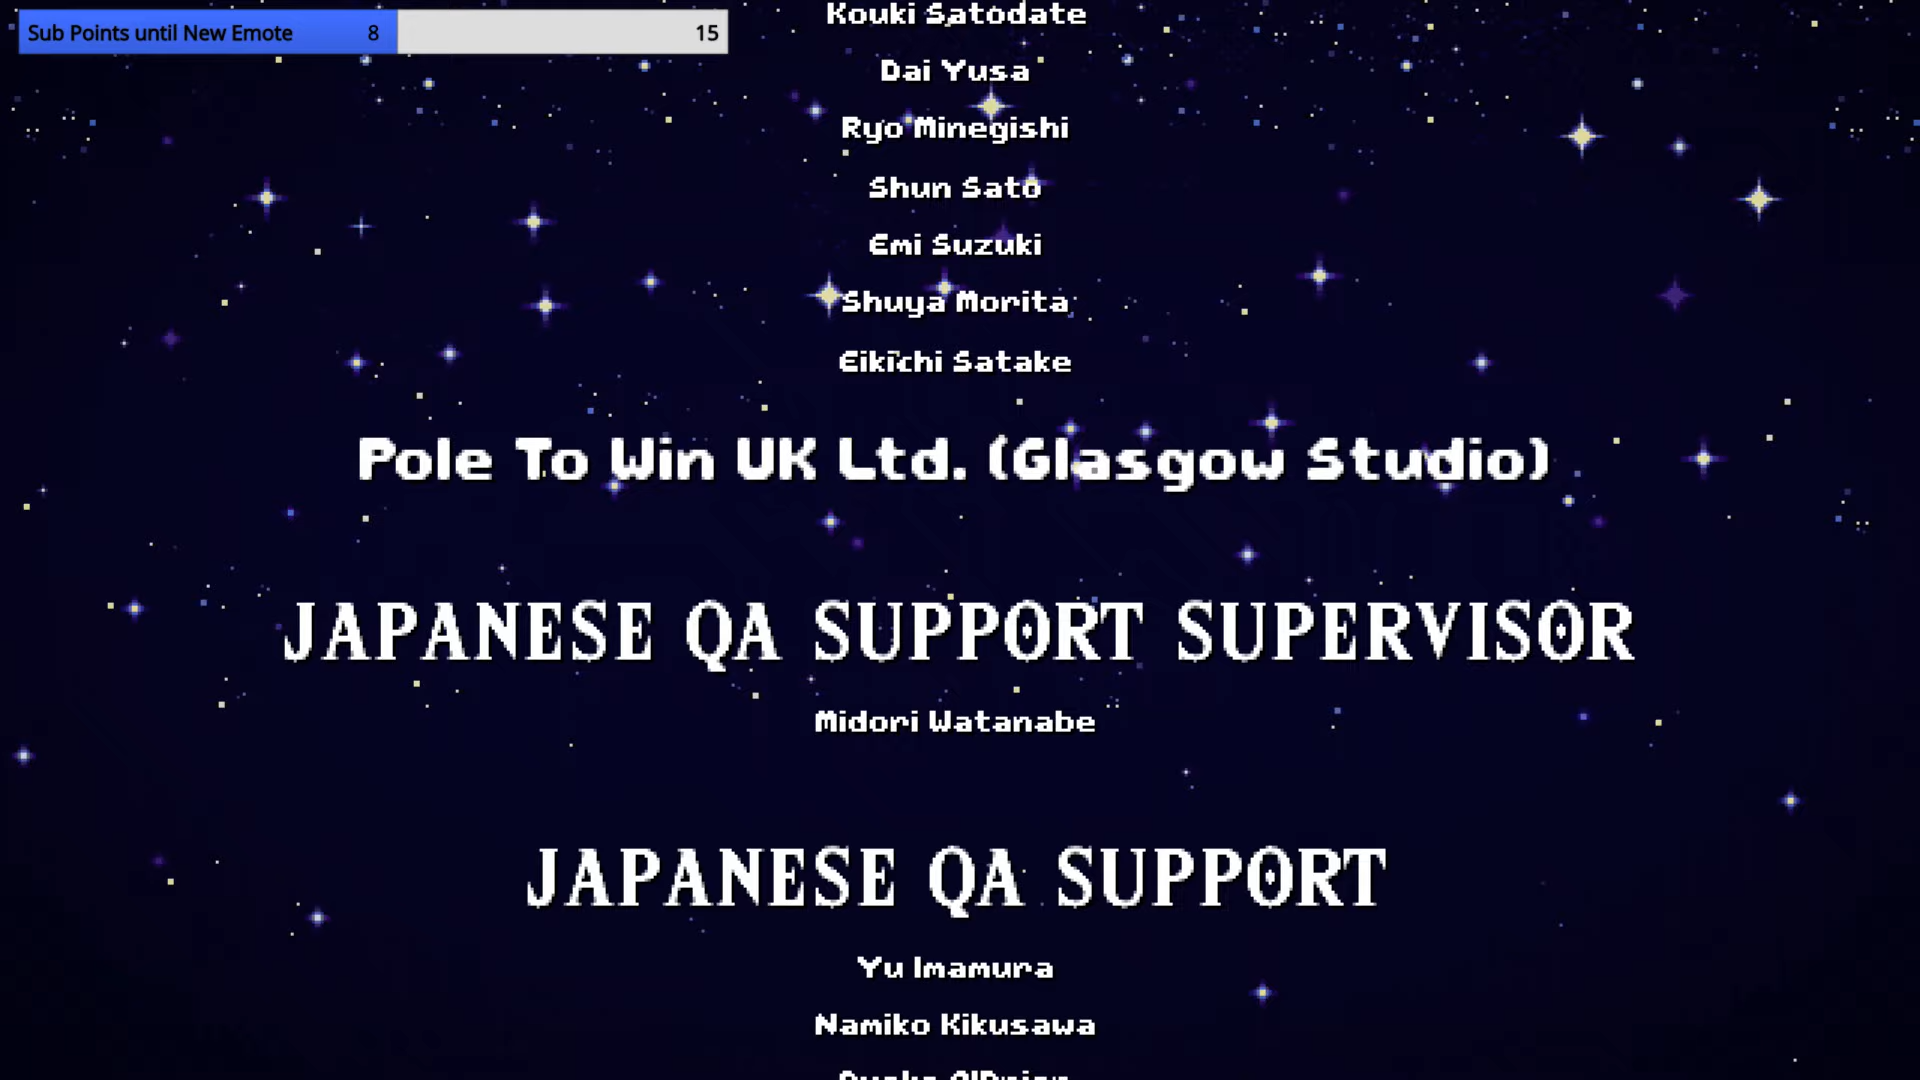 Sub Points until New Emote 8 15
Kouki Satodate
Dai Yusa
Ryo Minegishi
Shun Sato
Emi Suzuki
Shuya Morita
Eikichi Satake
Pole To Win UK Ltd. (Glasgow Studio)
JAPANESE QA SUPPORT SUPERVISOR
Midori Watanabe
JAPANESE QA SUPPORT
Yu Imamura
Namiko Kikusawa